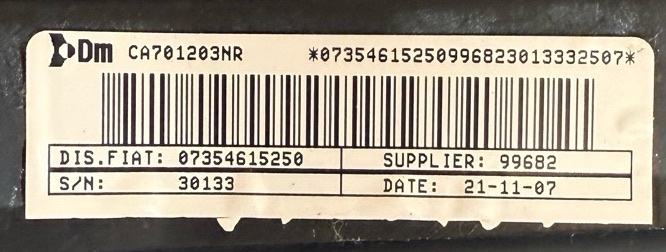 Dm CA701203NR *07354615250996823013332507*
DIS.FIAT: 07354615250 SUPPLIER: 99682
S/N: 30133 DATE: 21-11-07